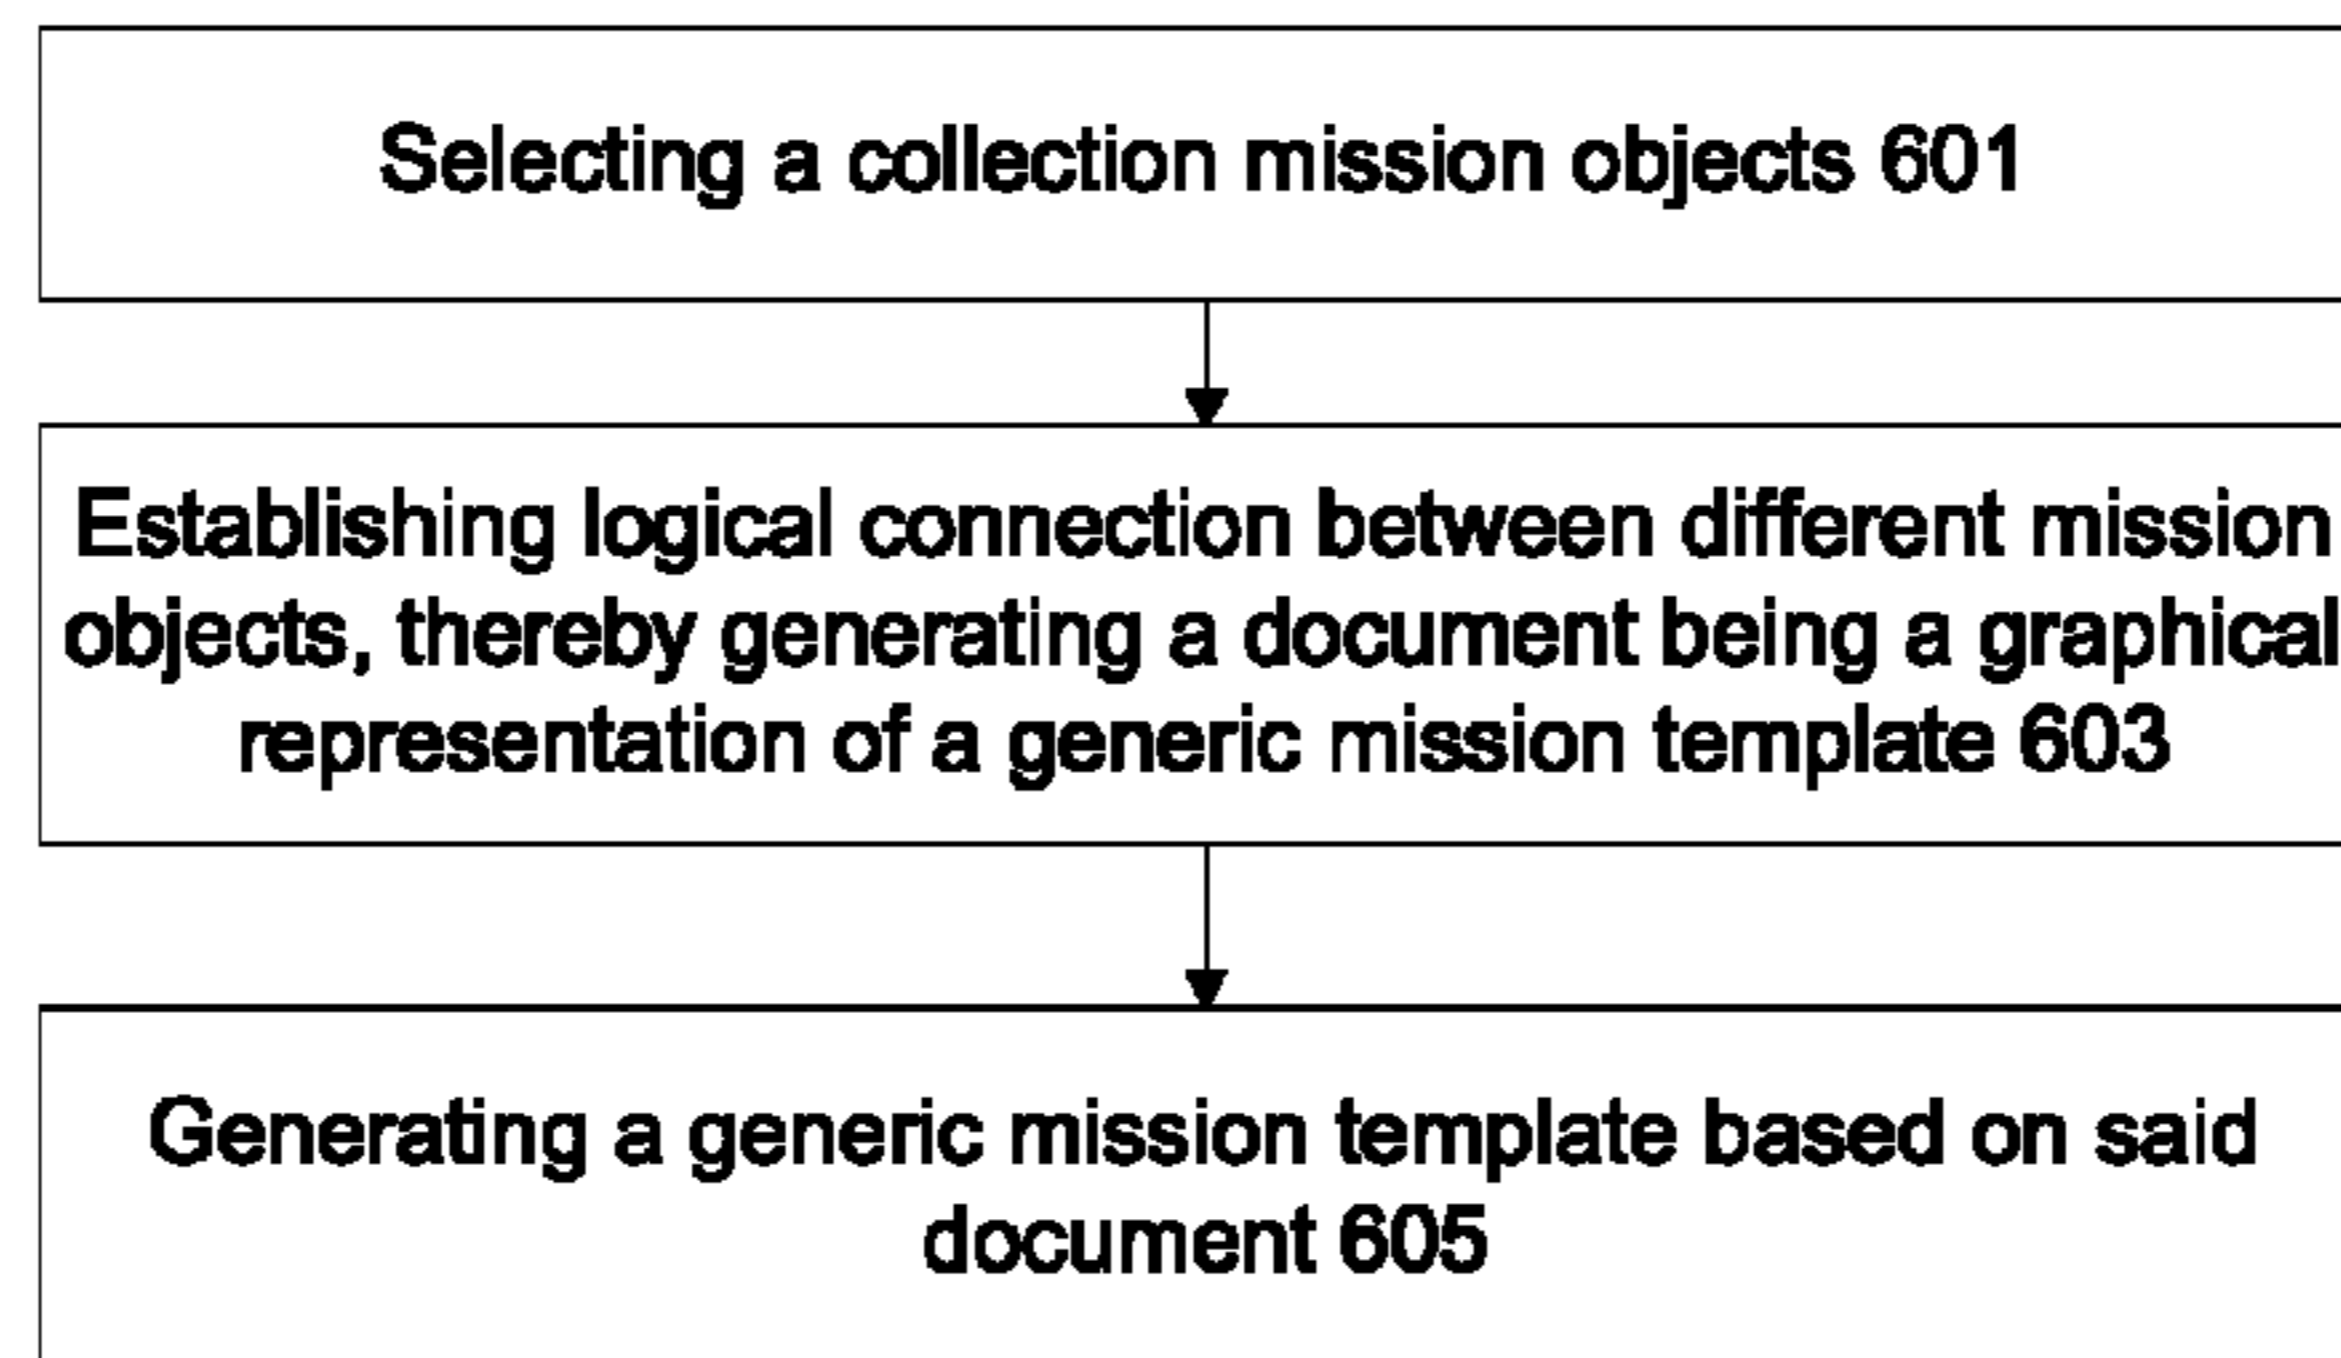 Selecting a collection mission objects 601
Establishing logical connection between different mission
objects, thereby generating a document being a graphical
representation of a generic mission template 603
Generating a generic mission template based on said
document 605